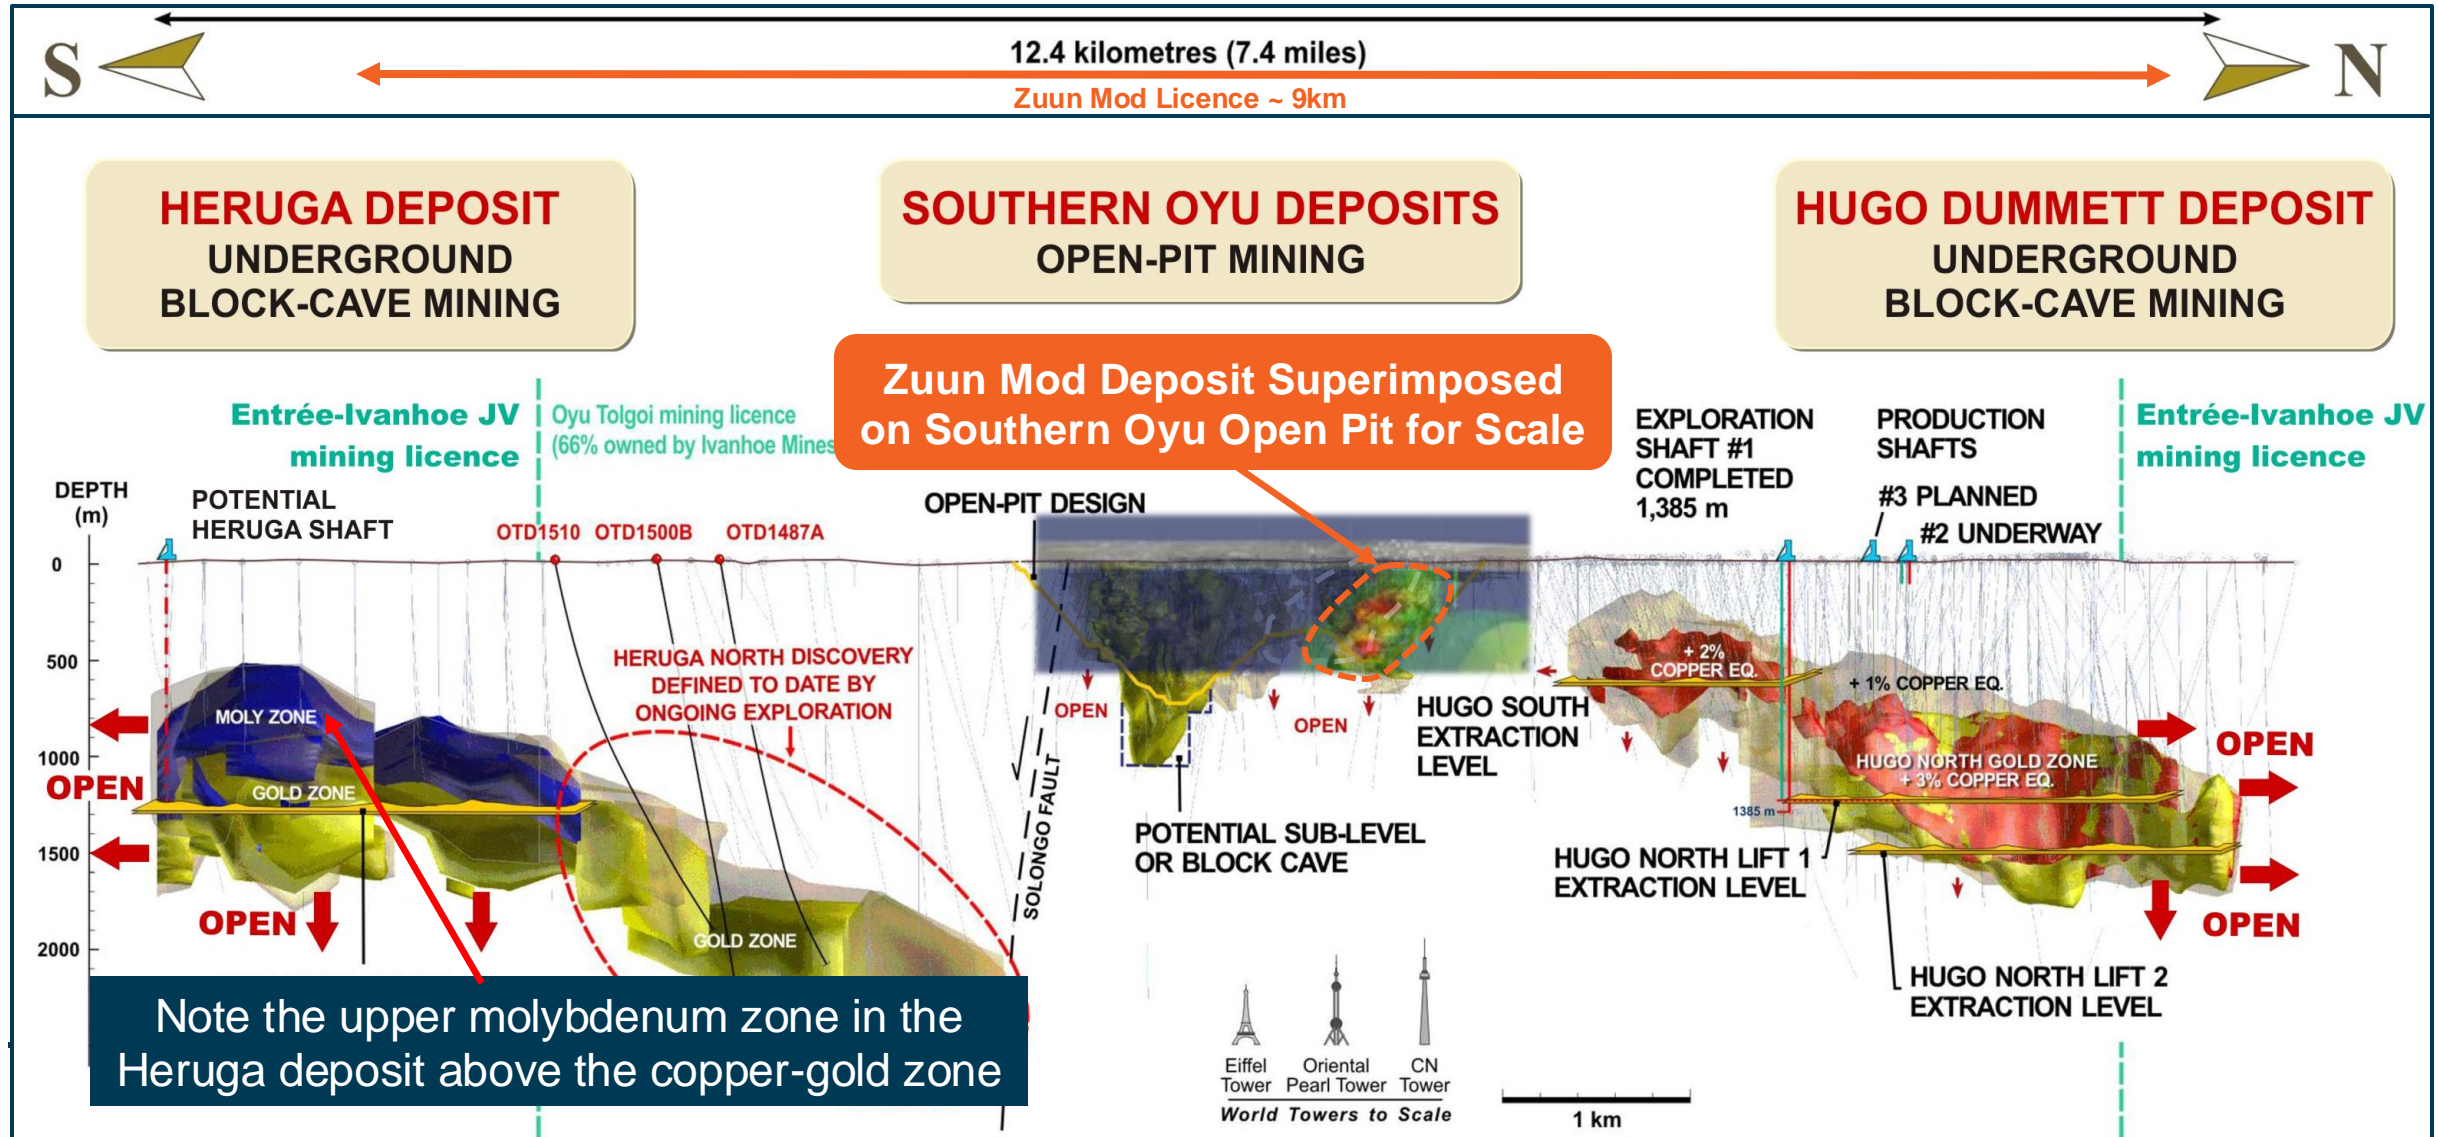 S
12.4 kilometres (7.4 miles)
Zuun Mod Licence ~ 9km
N
HERUGA DEPOSIT
UNDERGROUND
BLOCK-CAVE MINING
SOUTHERN OYU DEPOSITS
OPEN-PIT MINING
HUGO DUMMETT DEPOSIT
UNDERGROUND
BLOCK-CAVE MINING
Zuun Mod Deposit Superimposed
on Southern Oyu Open Pit for Scale
Entrée-Ivanhoe JV
mining licence
Oyu Tolgoi mining licence
(66% owned by Ivanhoe Mines
EXPLORATION
SHAFT #1
COMPLETED
1,385 m
PRODUCTION
SHAFTS
#3 PLANNED
#2 UNDERWAY
Entrée-Ivanhoe JV
mining licence
DEPTH
(m)
POTENTIAL
HERUGA SHAFT
OTD1510
OTD1500B
OTD1487A
OPEN-PIT DESIGN
0
500
1000
1500
2000
HERUGA NORTH DISCOVERY
DEFINED TO DATE BY
ONGOING EXPLORATION
MOLY ZONE
GOLD ZONE
OPEN
OPEN
GOLD ZONE
SOLONGO FAULT
OPEN
OPEN
POTENTIAL SUB-LEVEL
OR BLOCK CAVE
HUGO SOUTH
EXTRACTION
LEVEL
+ 2%
COPPER EQ.
+ 1% COPPER EQ.
HUGO NORTH GOLD ZONE
+ 3% COPPER EQ.
1385 m
OPEN
OPEN
HUGO NORTH LIFT 1
EXTRACTION LEVEL
HUGO NORTH LIFT 2
EXTRACTION LEVEL
Note the upper molybdenum zone in the
Heruga deposit above the copper-gold zone
Eiffel
Tower
Oriental
Pearl Tower
CN
Tower
World Towers to Scale
1 km